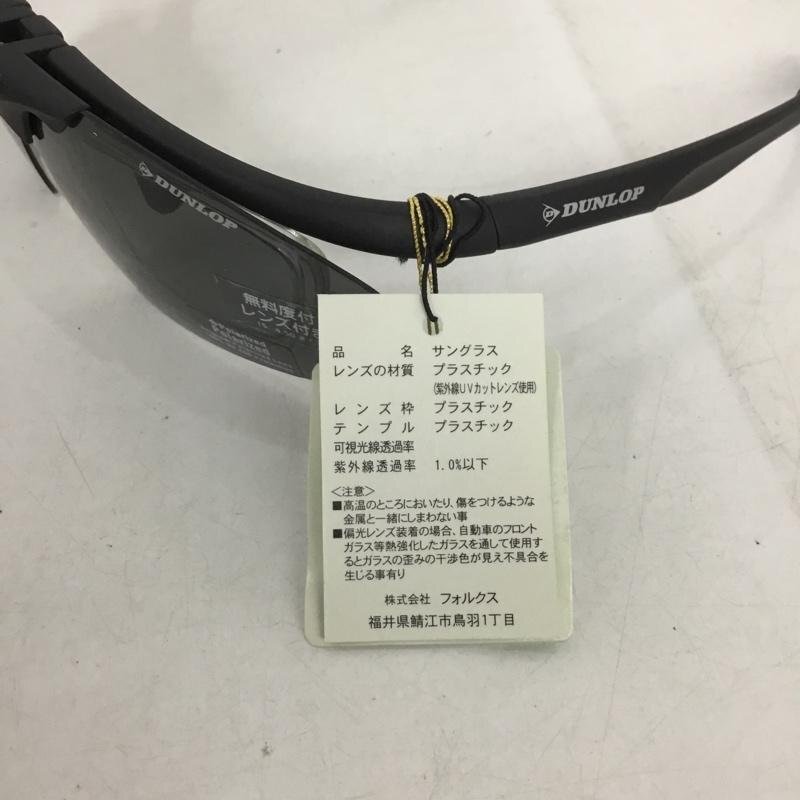 DUNLOP
DUNLOP
無料度付
レンズ付き
Polarized
品 名 サングラス
レンズの材質 プラスチック
(紫外線UVカットレンズ使用)
レンズ枠 プラスチック
テンプル プラスチック
可視光線透過率
紫外線透過率 1.0%以下
<注意>
■高温のところにおいたり、傷をつけるような
金属と一緒にしまわない事
■偏光レンズ装着の場合、自動車のフロント
ガラス等熱強化したガラスを通して使用す
るとガラスの歪みの干渉色が見え不具合を
生じる事有り
株式会社 フォルクス
福井県鯖江市鳥羽1丁目